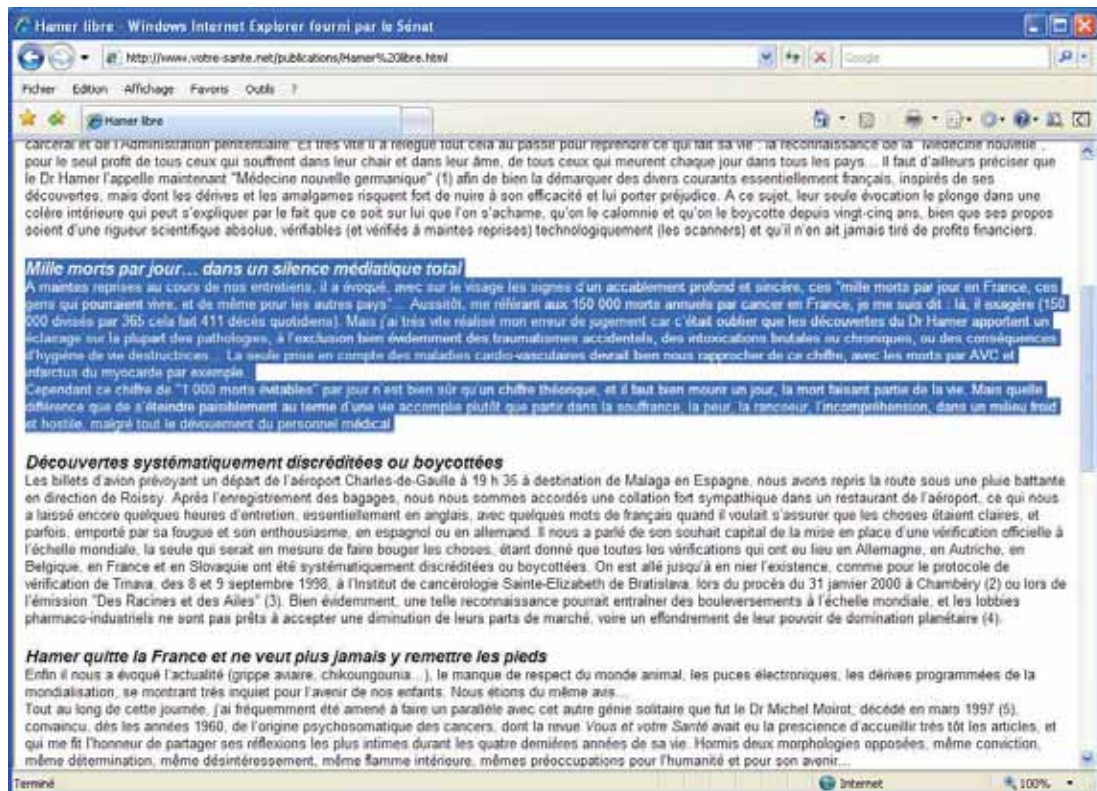 Hamer libre - Windows Internet Explorer fourni par le Sénat
http://www.votre-sante.net/publications/Hamer%20libre.html
Google
Fichier Edition Affichage Favoris Outils ?
Hamer libre
carcéral et de l'Administration pénitentiaire. Et très vite il a relégué tout cela au passé pour reprendre ce qui fait sa vie : la reconnaissance de la "Médecine nouvelle",
pour le seul profit de tous ceux qui souffrent dans leur chair et dans leur âme, de tous ceux qui meurent chaque jour dans tous les pays... Il faut d'ailleurs préciser que
le Dr Hamer l'appelle maintenant "Médecine nouvelle germanique" (1) afin de bien la démarquer des divers courants essentiellement français, inspirés de ses
découvertes, mais dont les dérives et les amalgames risquent fort de nuire à son efficacité et lui porter préjudice. A ce sujet, leur seule évocation le plonge dans une
colère intérieure qui peut s'expliquer par le fait que ce soit sur lui que l'on s'acharne, qu'on le calomnie et qu'on le boycotte depuis vingt-cinq ans, bien que ses propos
soient d'une rigueur scientifique absolue, vérifiables (et vérifiés à maintes reprises) technologiquement (les scanners) et qu'il n'en ait jamais tiré de profits financiers.
Mille morts par jour... dans un silence médiatique total
A maintes reprises au cours de nos entretiens, il a évoqué, avec sur le visage les signes d'un accablement profond et sincère, ces "mille morts par jour en France, ces
gens qui pourraient vivre, et de même pour les autres pays"... Aussitôt, me référant aux 150 000 morts annuels par cancer en France, je me suis dit : là, il exagère (150
000 divisés par 365 cela fait 411 décès quotidiens). Mais j'ai très vite réalisé mon erreur de jugement car c'était oublier que les découvertes du Dr Hamer apportent un
éclairage sur la plupart des pathologies, à l'exclusion bien évidemment des traumatismes accidentels, des intoxications brutales ou chroniques, ou des conséquences
d'hygiène de vie destructrices... La seule prise en compte des maladies cardio-vasculaires devrait bien nous rapprocher de ce chiffre, avec les morts par AVC et
infarctus du myocarde par exemple.
Cependant ce chiffre de "1 000 morts évitables" par jour n'est bien sûr qu'un chiffre théorique, et il faut bien mourir un jour, la mort faisant partie de la vie. Mais quelle
différence que de s'éteindre paisiblement au terme d'une vie accomplie plutôt que partir dans la souffrance, la peur, la rancoeur, l'incompréhension, dans un milieu froid
et hostile, malgré tout le dévouement du personnel médical
Découvertes systématiquement discréditées ou boycottées
Les billets d'avion prévoyant un départ de l'aéroport Charles-de-Gaulle à 19 h 35 à destination de Malaga en Espagne, nous avons repris la route sous une pluie battante
en direction de Roissy. Après l'enregistrement des bagages, nous nous sommes accordés une collation fort sympathique dans un restaurant de l'aéroport, ce qui nous
a laissé encore quelques heures d'entretien, essentiellement en anglais, avec quelques mots de français quand il voulait s'assurer que les choses étaient claires, et
parfois, emporté par sa fougue et son enthousiasme, en espagnol ou en allemand. Il nous a parlé de son souhait capital de la mise en place d'une vérification officielle à
l'échelle mondiale, la seule qui serait en mesure de faire bouger les choses, étant donné que toutes les vérifications qui ont eu lieu en Allemagne, en Autriche, en
Belgique, en France et en Slovaquie ont été systématiquement discréditées ou boycottées. On est allé jusqu'à en nier l'existence, comme pour le protocole de
vérification de Trnava, des 8 et 9 septembre 1998, à l'Institut de cancérologie Sainte-Elizabeth de Bratislava, lors du procès du 31 janvier 2000 à Chambéry (2) ou lors de
l'émission "Des Racines et des Ailes" (3). Bien évidemment, une telle reconnaissance pourrait entraîner des bouleversements à l'échelle mondiale, et les lobbies
pharmaco-industriels ne sont pas prêts à accepter une diminution de leurs parts de marché, voire un effondrement de leur pouvoir de domination planétaire (4).
Hamer quitte la France et ne veut plus jamais y remettre les pieds
Enfin il nous a évoqué l'actualité (grippe aviaire, chikoungounia...), le manque de respect du monde animal, les puces électroniques, les dérives programmées de la
mondialisation, se montrant très inquiet pour l'avenir de nos enfants. Nous étions du même avis...
Tout au long de cette journée, j'ai fréquemment été amené à faire un parallèle avec cet autre génie solitaire que fut le Dr Michel Moirot, décédé en mars 1997 (5),
convaincu, dès les années 1960, de l'origine psychosomatique des cancers, dont la revue Vous et votre Santé avait eu la prescience d'accueillir très tôt les articles, et
qui me fit l'honneur de partager ses réflexions les plus intimes durant les quatre dernières années de sa vie. Hormis deux morphologies opposées, même conviction,
même détermination, même désintéressement, même flamme intérieure, mêmes préoccupations pour l'humanité et pour son avenir...
Terminé
Internet
100%